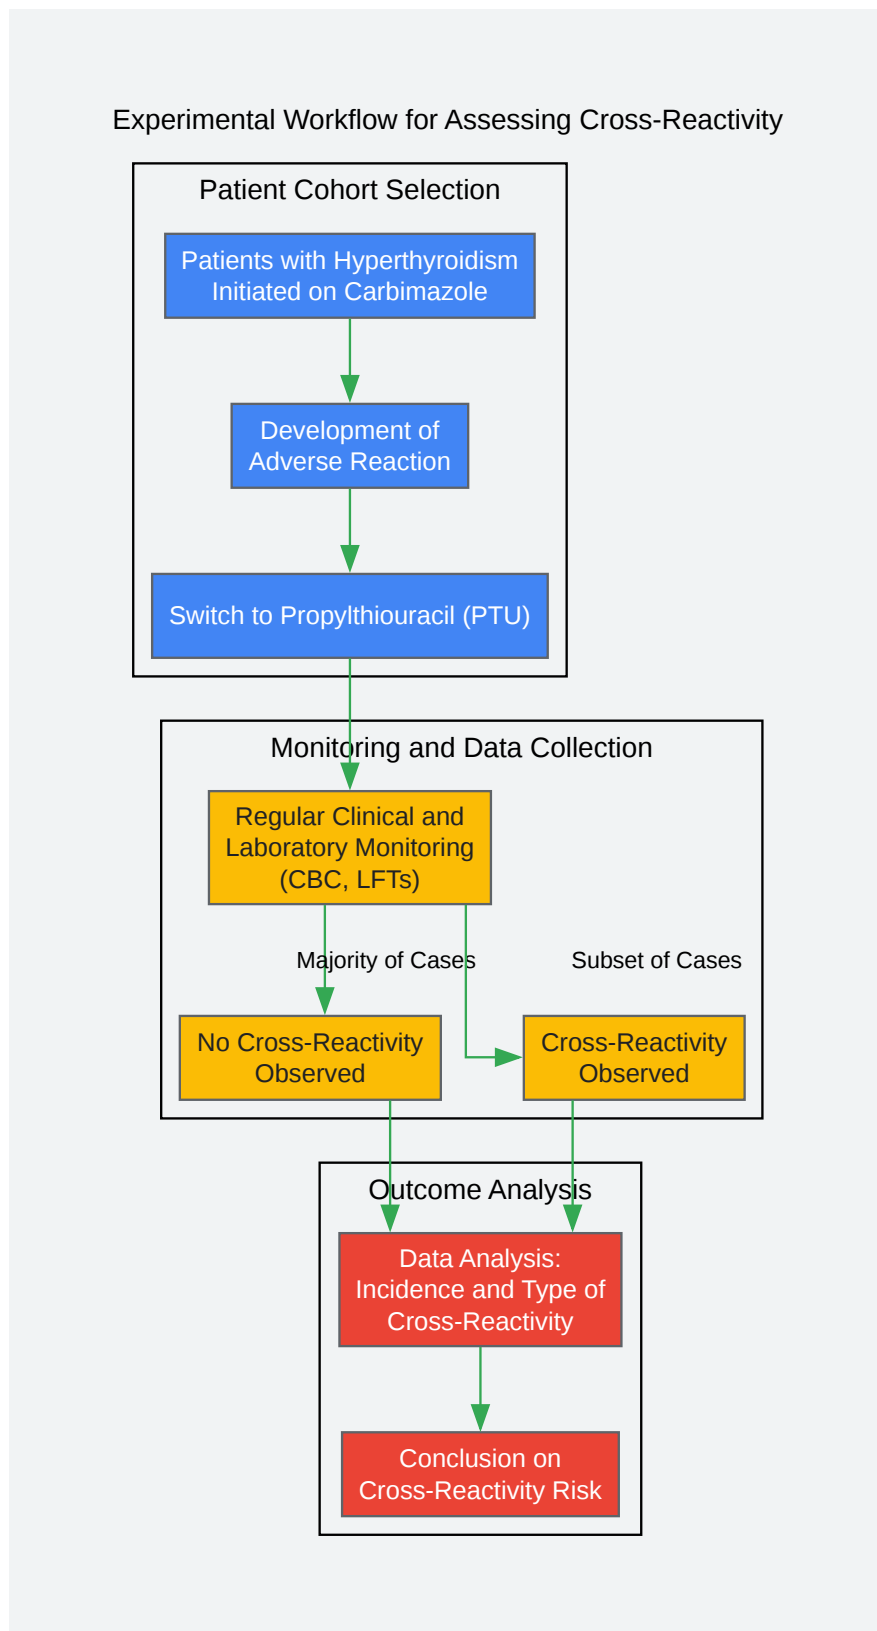 Experimental Workflow for Assessing Cross-Reactivity
Patient Cohort Selection
Patients with Hyperthyroidism
Initiated on Carbimazole
Development of
Adverse Reaction
Switch to Propylthiouracil (PTU)
Monitoring and Data Collection
Regular Clinical and
Laboratory Monitoring
(CBC, LFTs)
Majority of Cases
Subset of Cases
No Cross-Reactivity
Observed
Cross-Reactivity
Observed
Outcome Analysis
Data Analysis:
Incidence and Type of
Cross-Reactivity
Conclusion on
Cross-Reactivity Risk